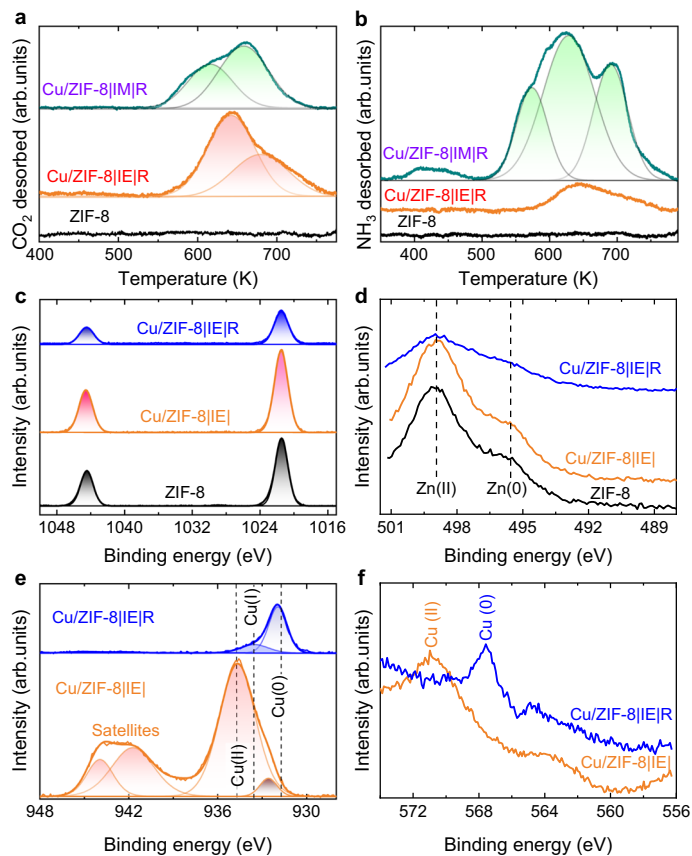 a
CO₂ desorbed (arb.units)
Cu/ZIF-8|IM|R
Cu/ZIF-8|IE|R
ZIF-8
400 500 600 700
Temperature (K)
b
NH₃ desorbed (arb.units)
Cu/ZIF-8|IM|R
Cu/ZIF-8|IE|R
ZIF-8
400 500 600 700
Temperature (K)
c
Intensity (arb.units)
Cu/ZIF-8|IE|R
Cu/ZIF-8|IE|
ZIF-8
1048 1040 1032 1024 1016
Binding energy (eV)
d
Intensity (arb.units)
Cu/ZIF-8|IE|R
Cu/ZIF-8|IE|
Zn(II) Zn(0) ZIF-8
501 498 495 492 489
Binding energy (eV)
e
Intensity (arb.units)
Cu/ZIF-8|IE|R
Cu(I)
Cu/ZIF-8|IE|
Satellites
Cu(II)
Cu(0)
948 942 936 930
Binding energy (eV)
f
Intensity (arb.units)
Cu (II)
Cu (0)
Cu/ZIF-8|IE|R
Cu/ZIF-8|IE|
572 568 564 560 556
Binding energy (eV)